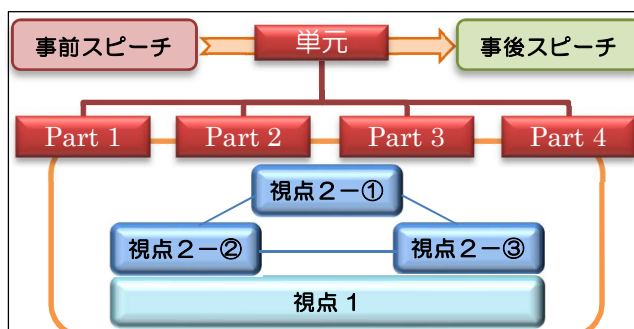 事前スピーチ
単元
事後スピーチ
Part 1
Part 2
Part 3
Part 4
視点2－①
視点2－②
視点2－③
視点1